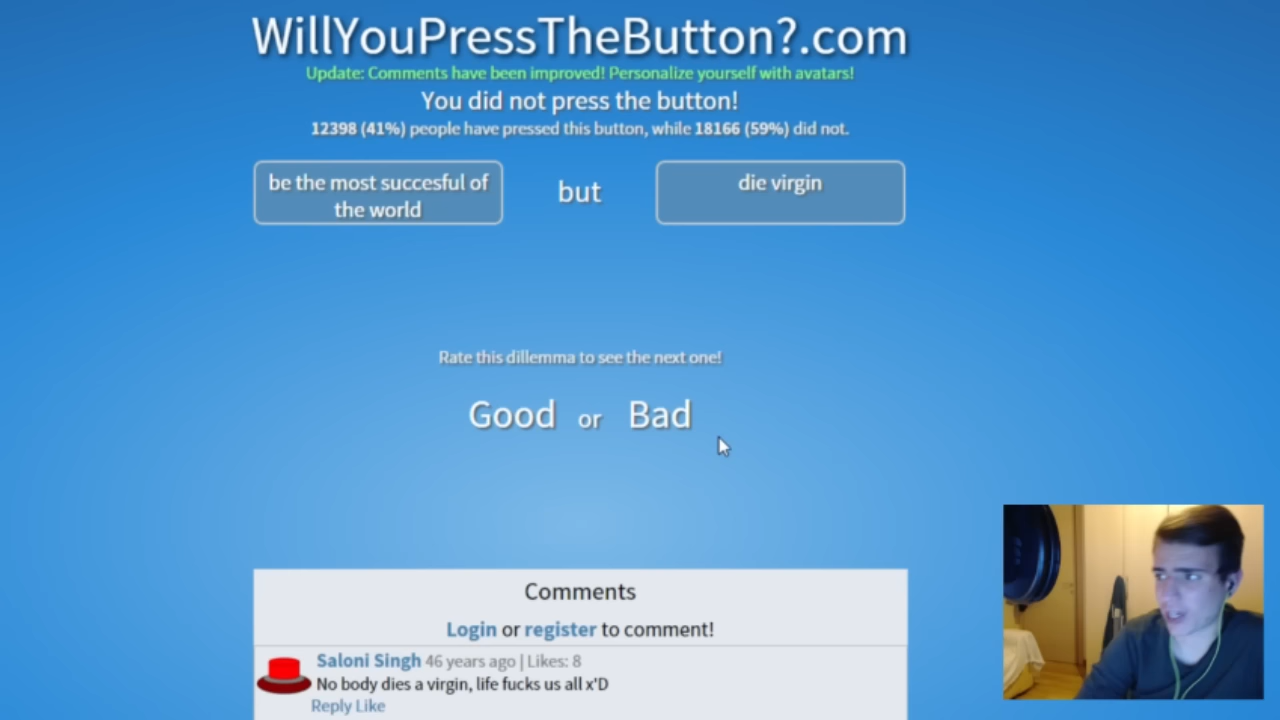 WillYouPressTheButton?.com
Update: Comments have been improved! Personalize yourself with avatars!
You did not press the button!
12398 (41%) people have pressed this button, while 18166 (59%) did not.
be the most succesful of
the world
but
die virgin
Rate this dillemma to see the next one!
Good or Bad
Comments
Login or register to comment!
Saloni Singh 46 years ago | Likes: 8
No body dies a virgin, life fucks us all x'D
Reply Like